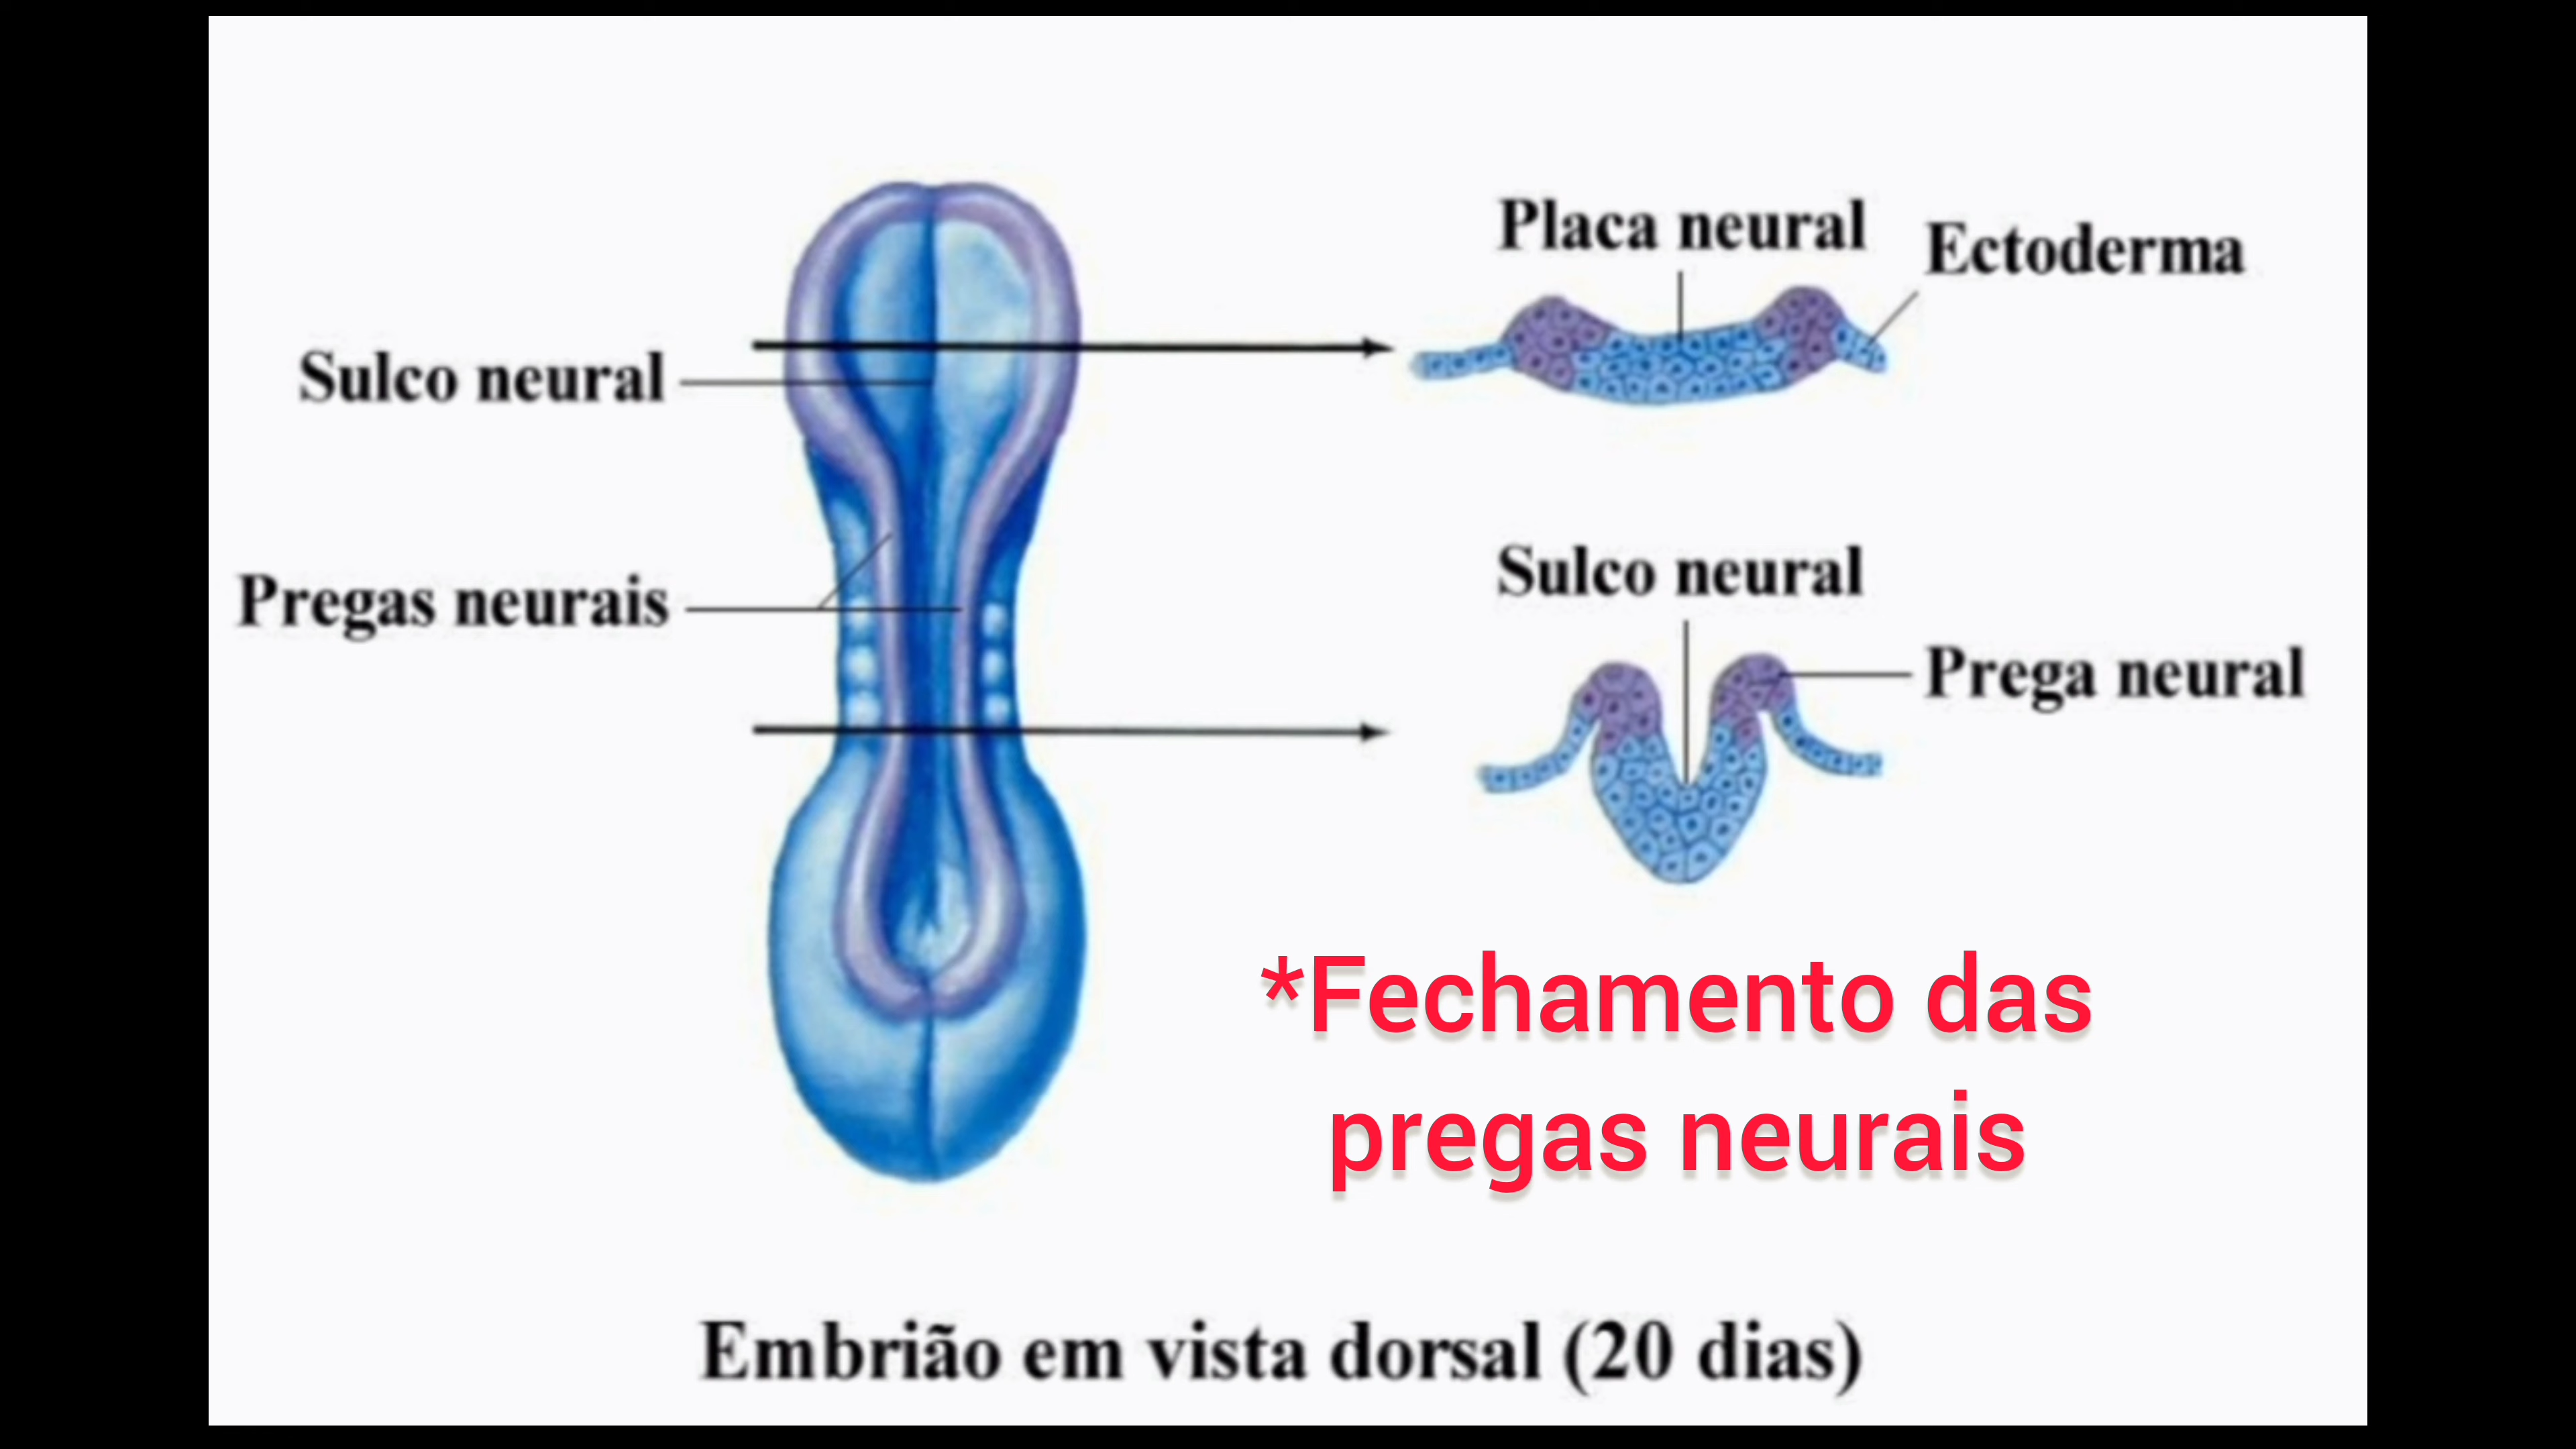 Placa neural
Ectoderma
Sulco neural
Sulco neural
Pregas neurais
Prega neural
*Fechamento das
pregas neurais
Embrião em vista dorsal (20 dias)